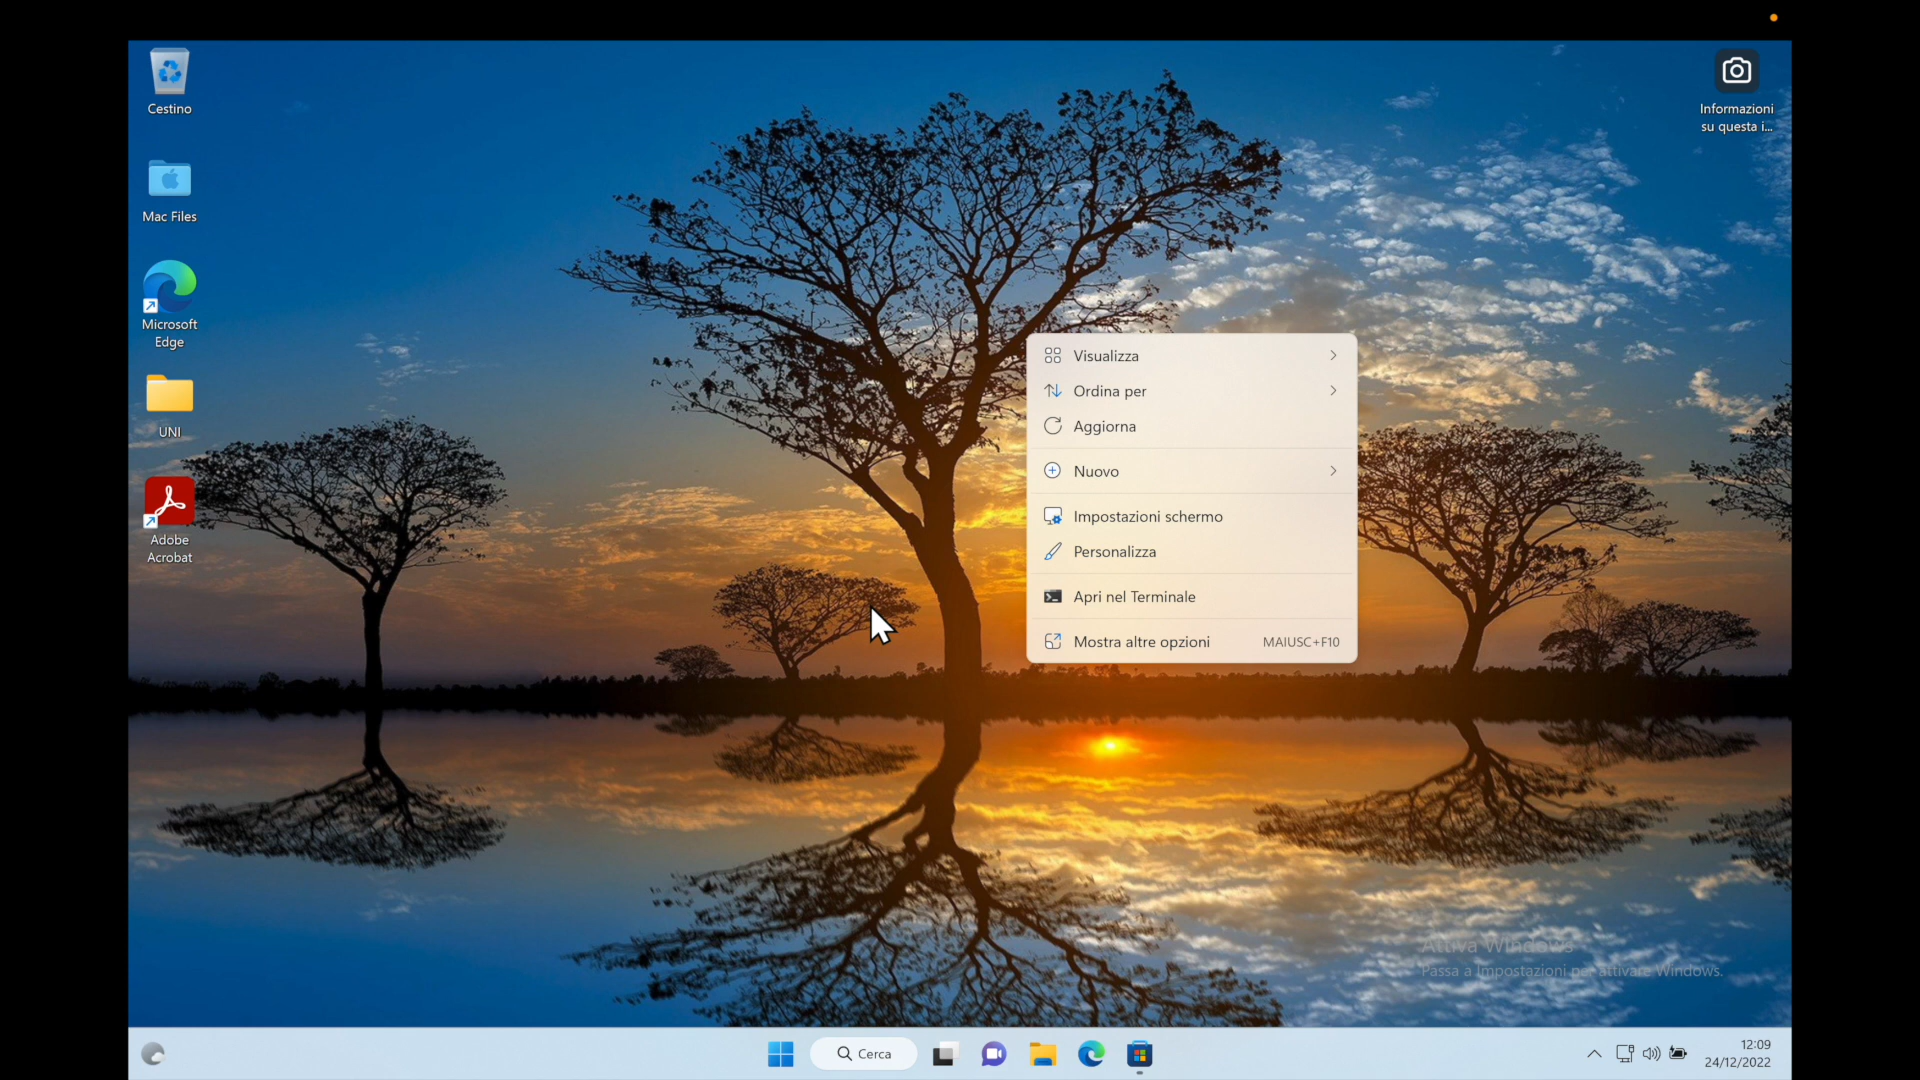 Cestino
Mac Files
Microsoft
Edge
UNI
Adobe
Acrobat
Informazioni
su questa i...
Visualizza
Ordina per
Aggiorna
Nuovo
Impostazioni schermo
Personalizza
Apri nel Terminale
Mostra altre opzioni MAIUSC+F10
Attiva Windows
Passa a Impostazioni per attivare Windows.
Cerca
12:09
24/12/2022